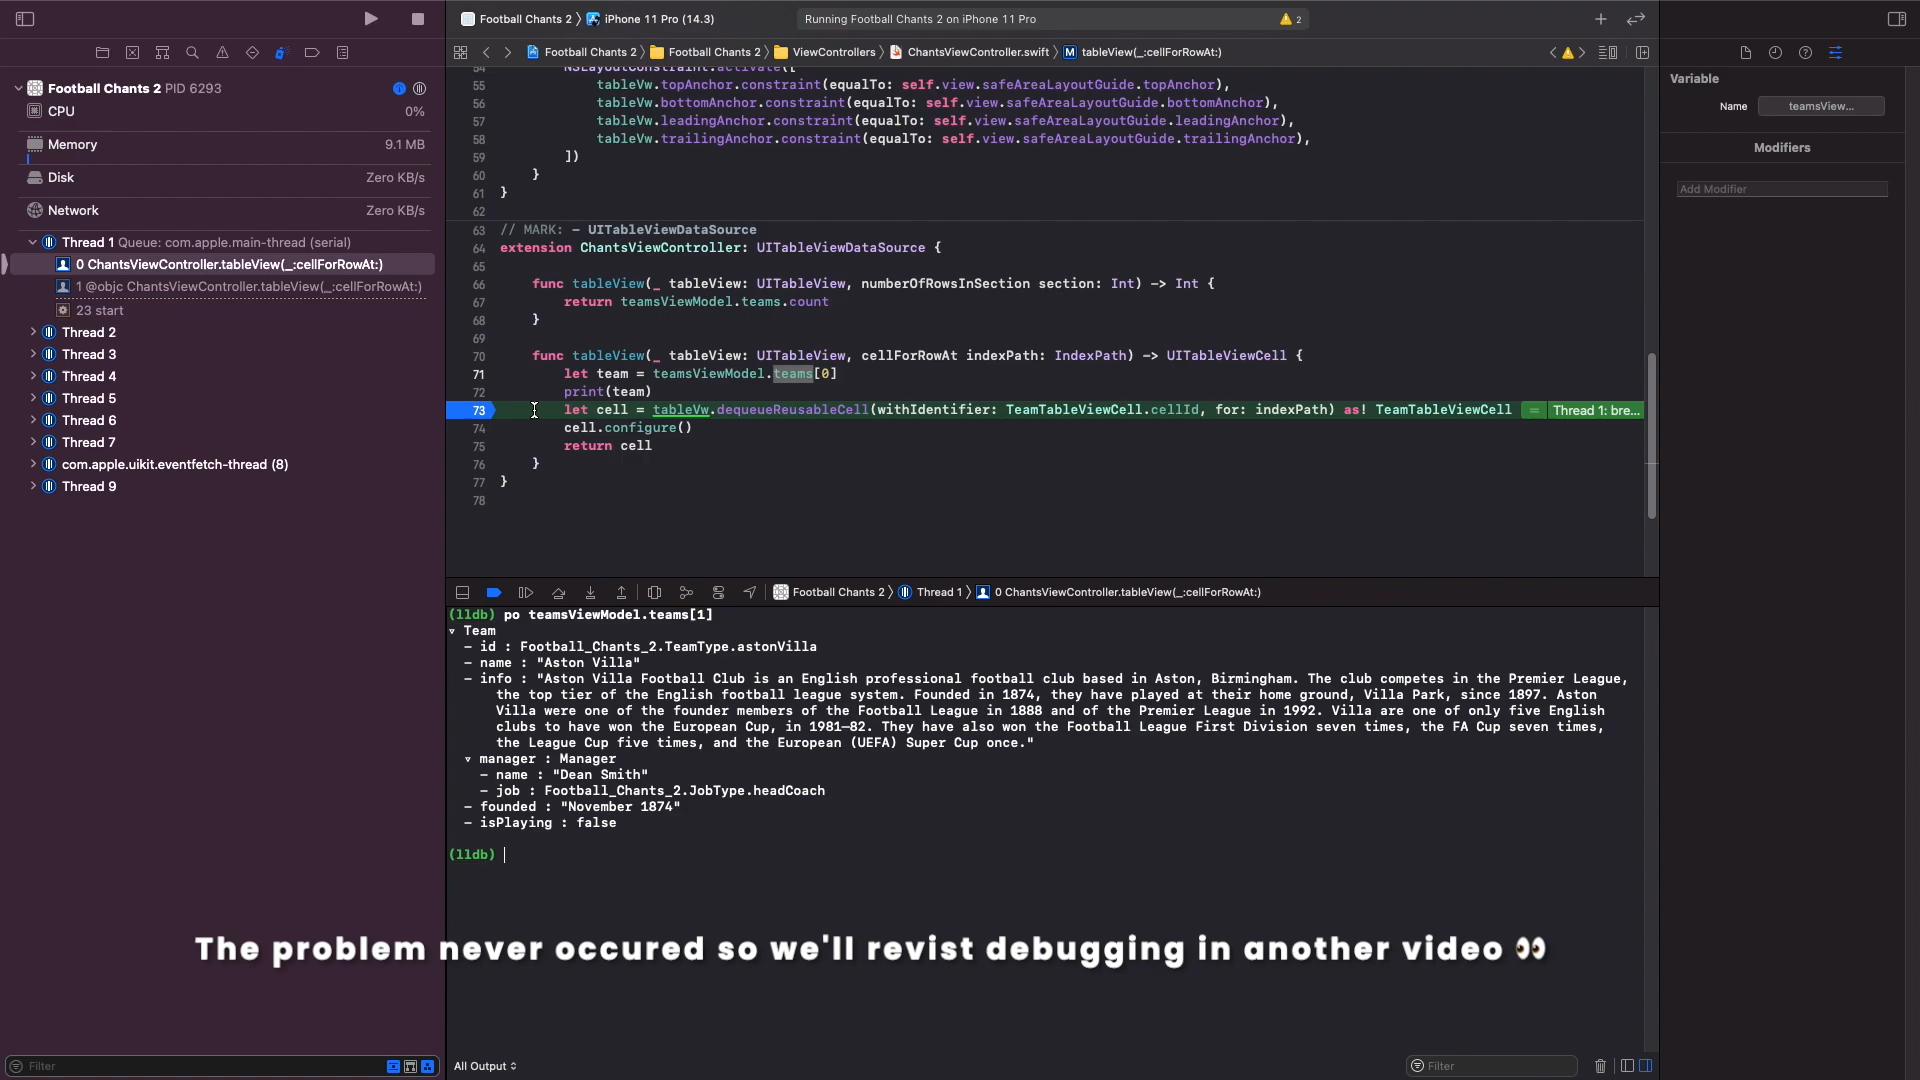 Football Chants 2 〉 iPhone 11 Pro (14.3)
Running Football Chants 2 on iPhone 11 Pro
2
Football Chants 2 PID 6293
CPU 0%
Memory 9.1 MB
Disk Zero KB/s
Network Zero KB/s
Thread 1 Queue: com.apple.main-thread (serial)
0 ChantsViewController.tableView(_:cellForRowAt:)
1 @objc ChantsViewController.tableView(_:cellForRowAt:)
23 start
Thread 2
Thread 3
Thread 4
Thread 5
Thread 6
Thread 7
com.apple.uikit.eventfetch-thread (8)
Thread 9
Filter
Football Chants 2 〉 Football Chants 2 〉 ViewControllers 〉 ChantsViewController.swift 〉 M tableView(_:cellForRowAt:)
54 NSLayoutConstraint.activate([
55 tableVw.topAnchor.constraint(equalTo: self.view.safeAreaLayoutGuide.topAnchor),
56 tableVw.bottomAnchor.constraint(equalTo: self.view.safeAreaLayoutGuide.bottomAnchor),
57 tableVw.leadingAnchor.constraint(equalTo: self.view.safeAreaLayoutGuide.leadingAnchor),
58 tableVw.trailingAnchor.constraint(equalTo: self.view.safeAreaLayoutGuide.trailingAnchor),
59 ])
60 }
61 }
62
63 // MARK: - UITableViewDataSource
64 extension ChantsViewController: UITableViewDataSource {
65
66 func tableView(_ tableView: UITableView, numberOfRowsInSection section: Int) -> Int {
67 return teamsViewModel.teams.count
68 }
69
70 func tableView(_ tableView: UITableView, cellForRowAt indexPath: IndexPath) -> UITableViewCell {
71 let team = teamsViewModel.teams[0]
72 print(team)
73 let cell = tableVw.dequeueReusableCell(withIdentifier: TeamTableViewCell.cellId, for: indexPath) as! TeamTableViewCell = Thread 1: bre...
74 cell.configure()
75 return cell
76 }
77 }
78
Football Chants 2 〉 Thread 1 〉 0 ChantsViewController.tableView(_:cellForRowAt:)
(lldb) po teamsViewModel.teams[1]
▿ Team
- id : Football_Chants_2.TeamType.astonVilla
- name : "Aston Villa"
- info : "Aston Villa Football Club is an English professional football club based in Aston, Birmingham. The club competes in the Premier League,
the top tier of the English football league system. Founded in 1874, they have played at their home ground, Villa Park, since 1897. Aston
Villa were one of the founder members of the Football League in 1888 and of the Premier League in 1992. Villa are one of only five English
clubs to have won the European Cup, in 1981–82. They have also won the Football League First Division seven times, the FA Cup seven times,
the League Cup five times, and the European (UEFA) Super Cup once."
▿ manager : Manager
- name : "Dean Smith"
- job : Football_Chants_2.JobType.headCoach
- founded : "November 1874"
- isPlaying : false
(lldb)
The problem never occured so we'll revist debugging in another video 👀
All Output
Filter
Variable
Name teamsView...
Modifiers
Add Modifier